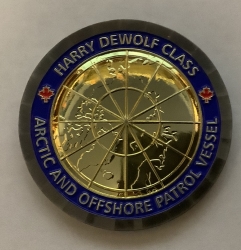 HARRY DEWOLF CLASS
ARCTIC AND OFFSHORE PATROL VESSEL